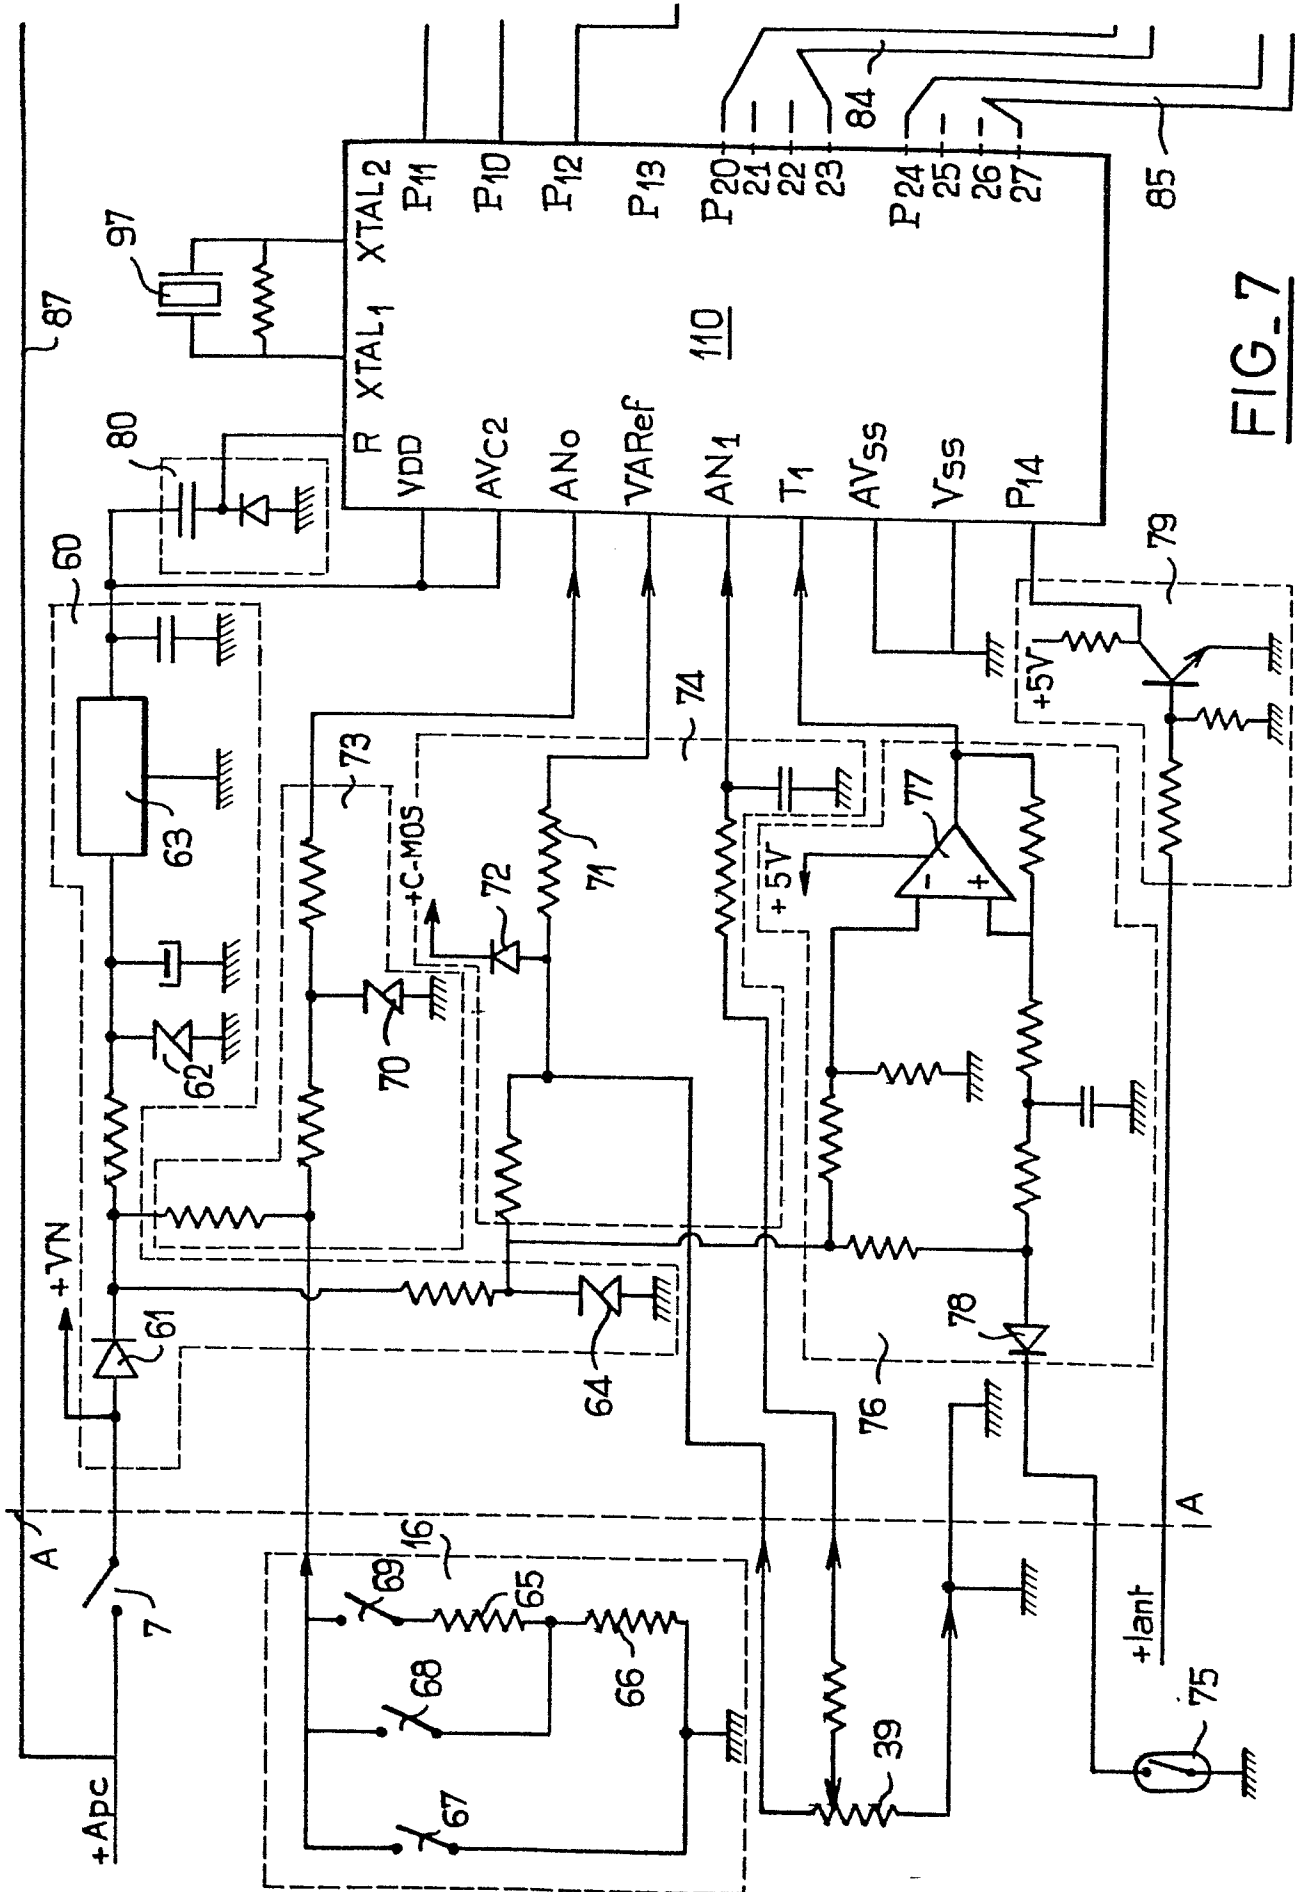 +Apc
7
A
87
+VN
61
62
63
60
80
97
R
XTAL1
XTAL2
VDD
AVC2
ANo
VARef
AN1
T1
AVSS
VSS
P14
P11
P10
P12
P13
P20
21
22
23
P24
25
26
27
110
84
85
16
67
68
69
65
66
70
73
+C-MOS
72
71
74
64
39
75
76
78
77
-
+
+5V
+5V
79
+lant
A
FIG_7